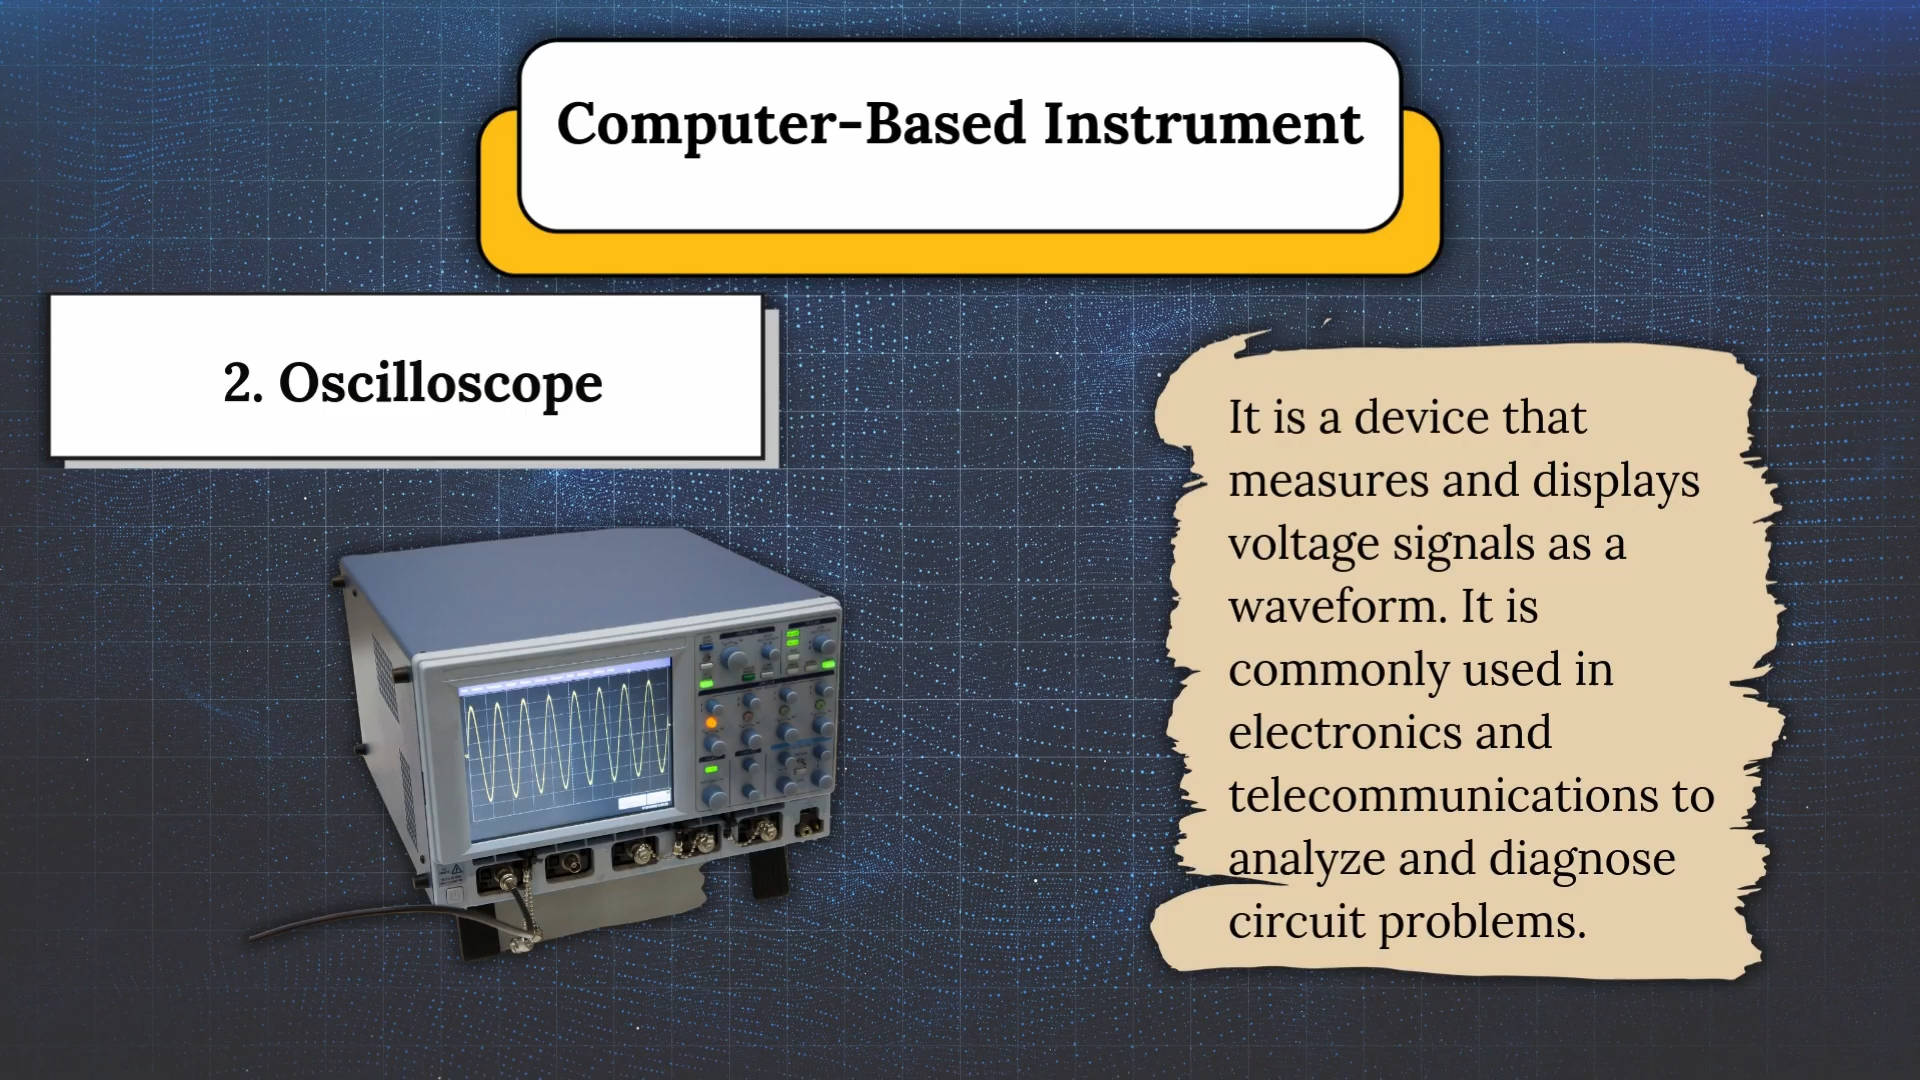 Computer-Based Instrument
2. Oscilloscope
It is a device that
measures and displays
voltage signals as a
waveform. It is
commonly used in
electronics and
telecommunications to
analyze and diagnose
circuit problems.